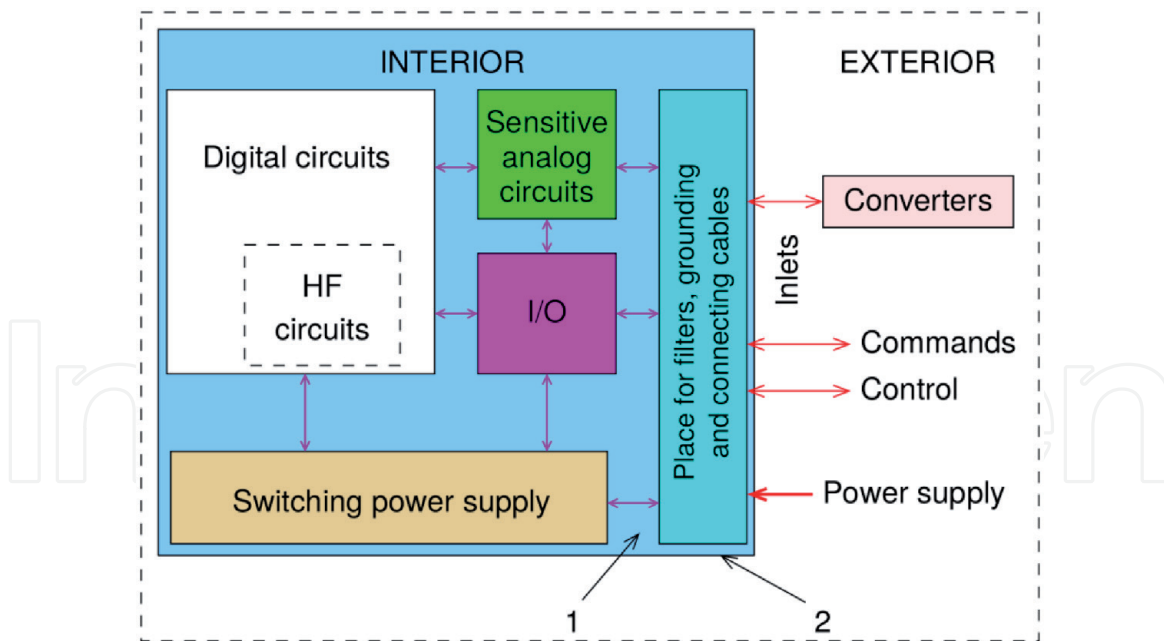 INTERIOR
EXTERIOR
Digital circuits
HF
circuits
Sensitive
analog
circuits
I/O
Switching power supply
Place for filters, grounding
and connecting cables
Inlets
Converters
Commands
Control
Power supply
1
2